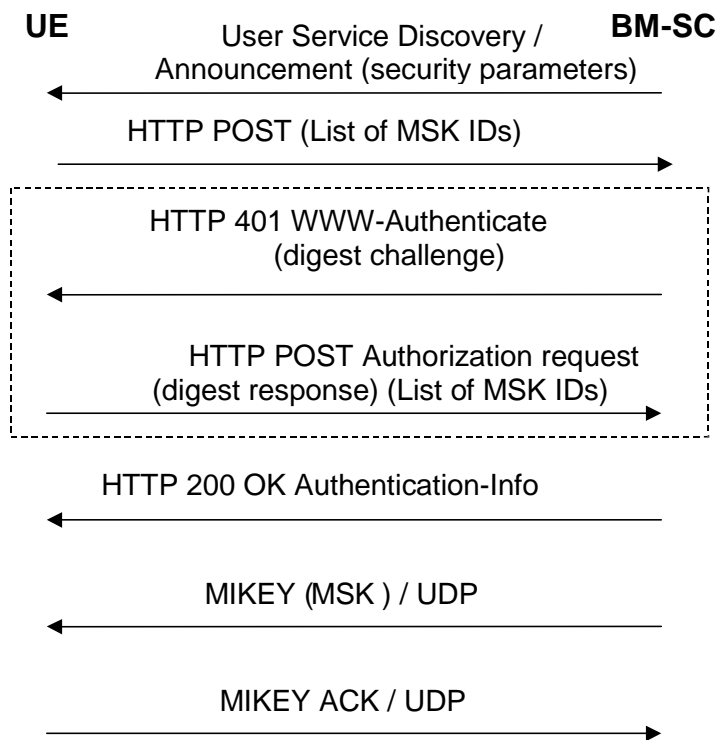 UE
BM-SC
User Service Discovery /
Announcement (security parameters)
HTTP POST (List of MSK IDs)
HTTP 401 WWW-Authenticate
(digest challenge)
HTTP POST Authorization request
(digest response) (List of MSK IDs)
HTTP 200 OK Authentication-Info
MIKEY (MSK ) / UDP
MIKEY ACK / UDP